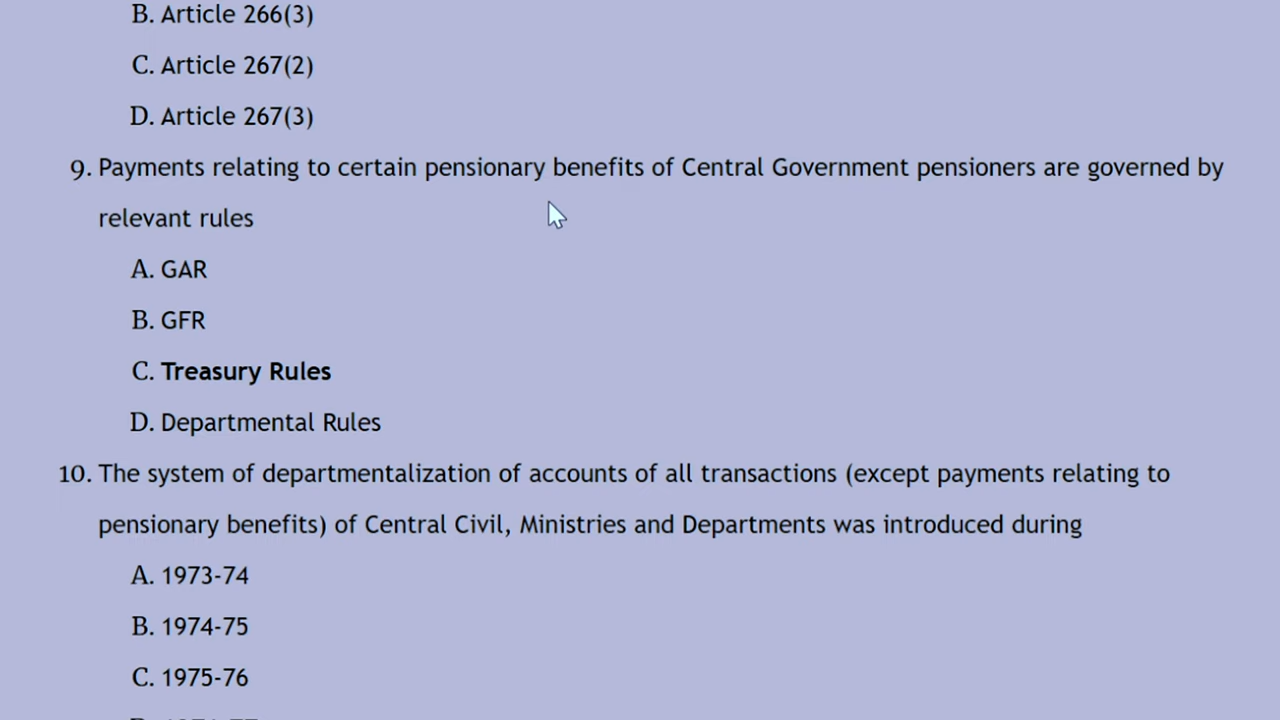 B. Article 266(3)
C. Article 267(2)
D. Article 267(3)
9. Payments relating to certain pensionary benefits of Central Government pensioners are governed by
relevant rules
A. GAR
B. GFR
C. Treasury Rules
D. Departmental Rules
10. The system of departmentalization of accounts of all transactions (except payments relating to
pensionary benefits) of Central Civil, Ministries and Departments was introduced during
A. 1973-74
B. 1974-75
C. 1975-76